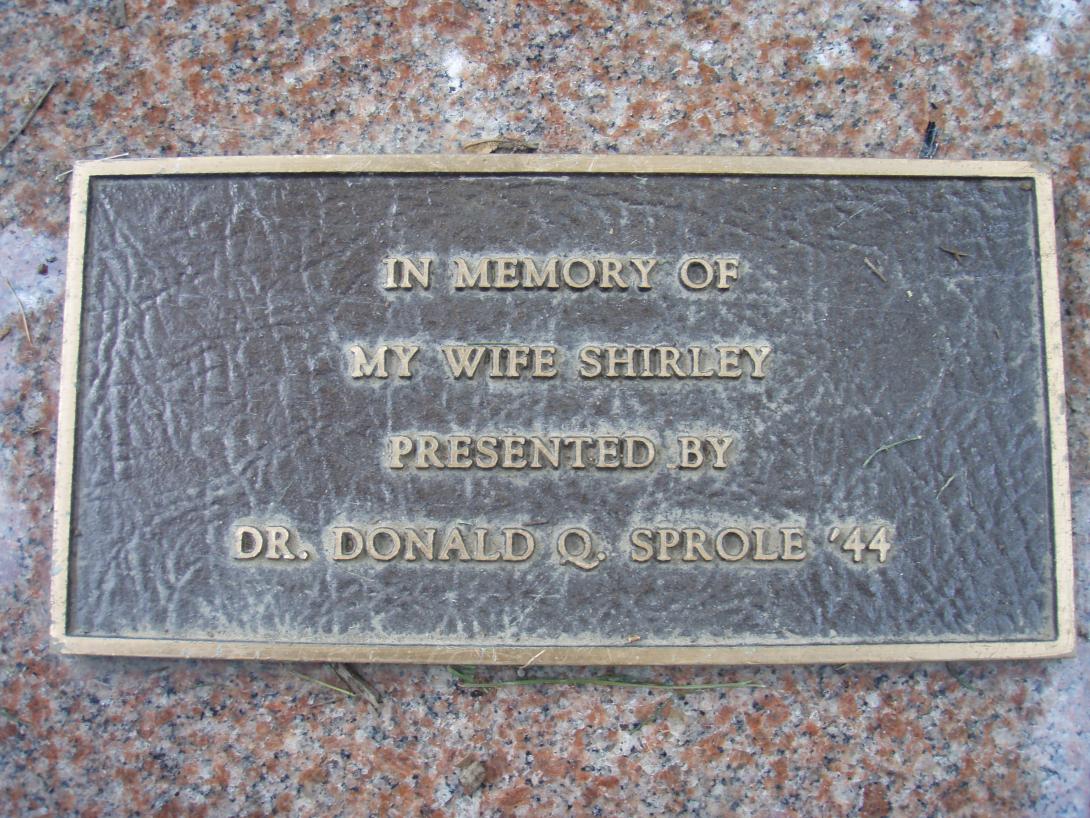 IN MEMORY OF
MY WIFE SHIRLEY
PRESENTED BY
DR. DONALD Q. SPROLE '44